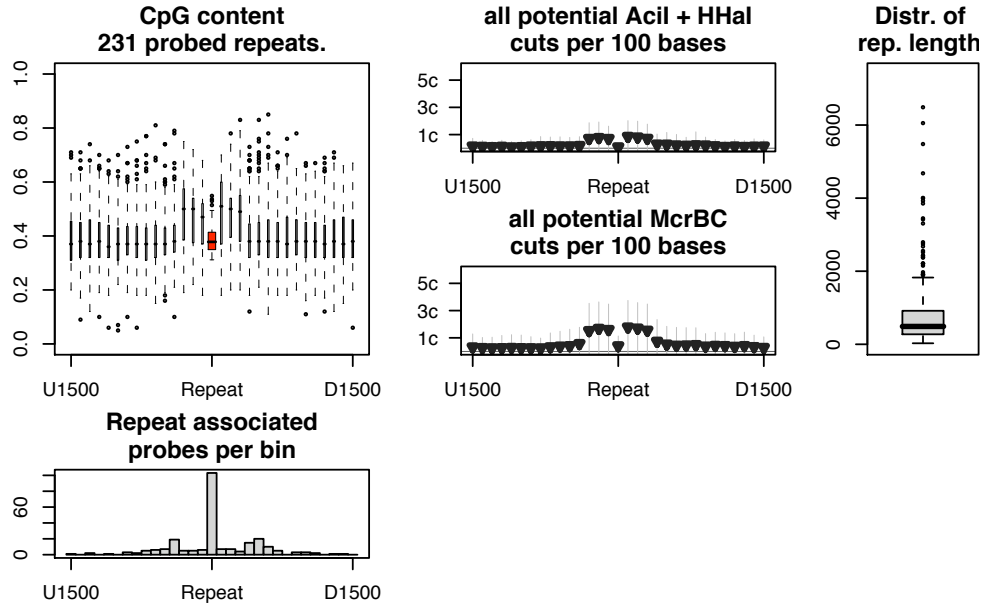 CpG content
231 probed repeats.
1.0
0.8
0.6
0.4
0.2
0.0
U1500 Repeat D1500
all potential AciI + HHaI
cuts per 100 bases
5c
3c
1c
U1500 Repeat D1500
all potential McrBC
cuts per 100 bases
5c
3c
1c
U1500 Repeat D1500
Distr. of
rep. length
6000
4000
2000
0
Repeat associated
probes per bin
60
0
U1500 Repeat D1500